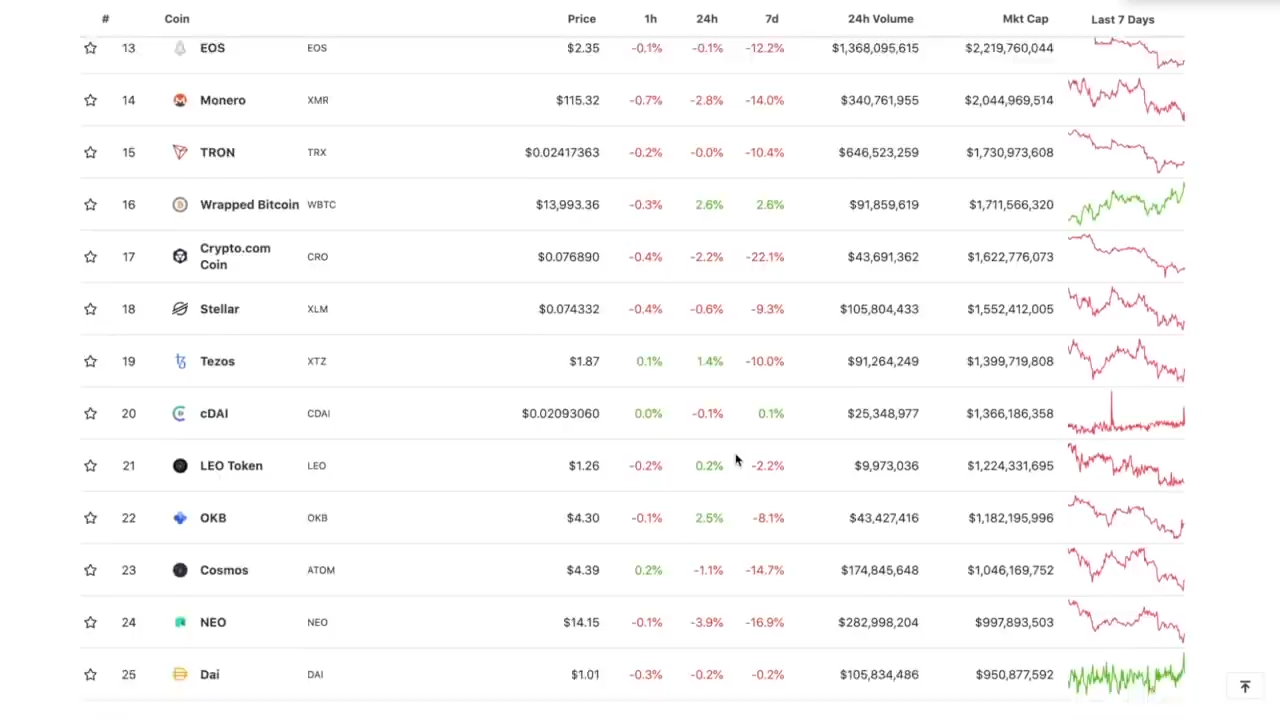 # Coin Price 1h 24h 7d 24h Volume Mkt Cap Last 7 Days
13 EOS EOS $2.35 -0.1% -0.1% -12.2% $1,368,095,615 $2,219,760,044
14 Monero XMR $115.32 -0.7% -2.8% -14.0% $340,761,955 $2,044,969,514
15 TRON TRX $0.02417363 -0.2% -0.0% -10.4% $646,523,259 $1,730,973,608
16 Wrapped Bitcoin WBTC $13,993.36 -0.3% 2.6% 2.6% $91,859,619 $1,711,566,320
17 Crypto.com Coin CRO $0.076890 -0.4% -2.2% -22.1% $43,691,362 $1,622,776,073
18 Stellar XLM $0.074332 -0.4% -0.6% -9.3% $105,804,433 $1,552,412,005
19 Tezos XTZ $1.87 0.1% 1.4% -10.0% $91,264,249 $1,399,719,808
20 cDAI CDAI $0.02093060 0.0% -0.1% 0.1% $25,348,977 $1,366,186,358
21 LEO Token LEO $1.26 -0.2% 0.2% -2.2% $9,973,036 $1,224,331,695
22 OKB OKB $4.30 -0.1% 2.5% -8.1% $43,427,416 $1,182,195,996
23 Cosmos ATOM $4.39 0.2% -1.1% -14.7% $174,845,648 $1,046,169,752
24 NEO NEO $14.15 -0.1% -3.9% -16.9% $282,998,204 $997,893,503
25 Dai DAI $1.01 -0.3% -0.2% -0.2% $105,834,486 $950,877,592